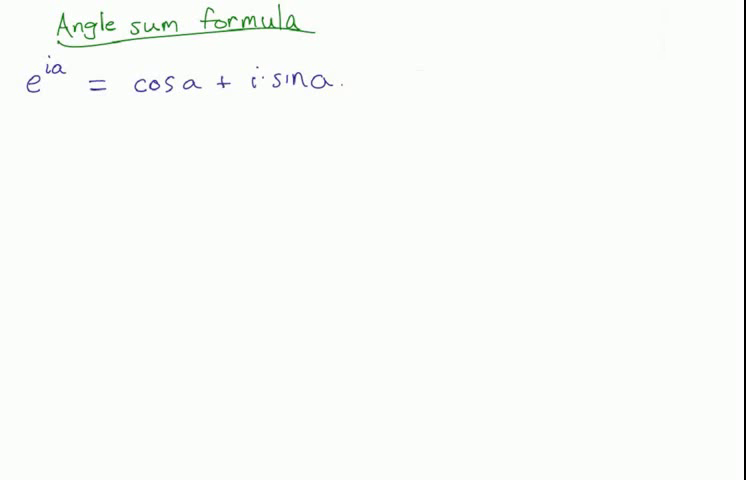 Angle sum formula
e^{ia} = cos a + i·sin a.